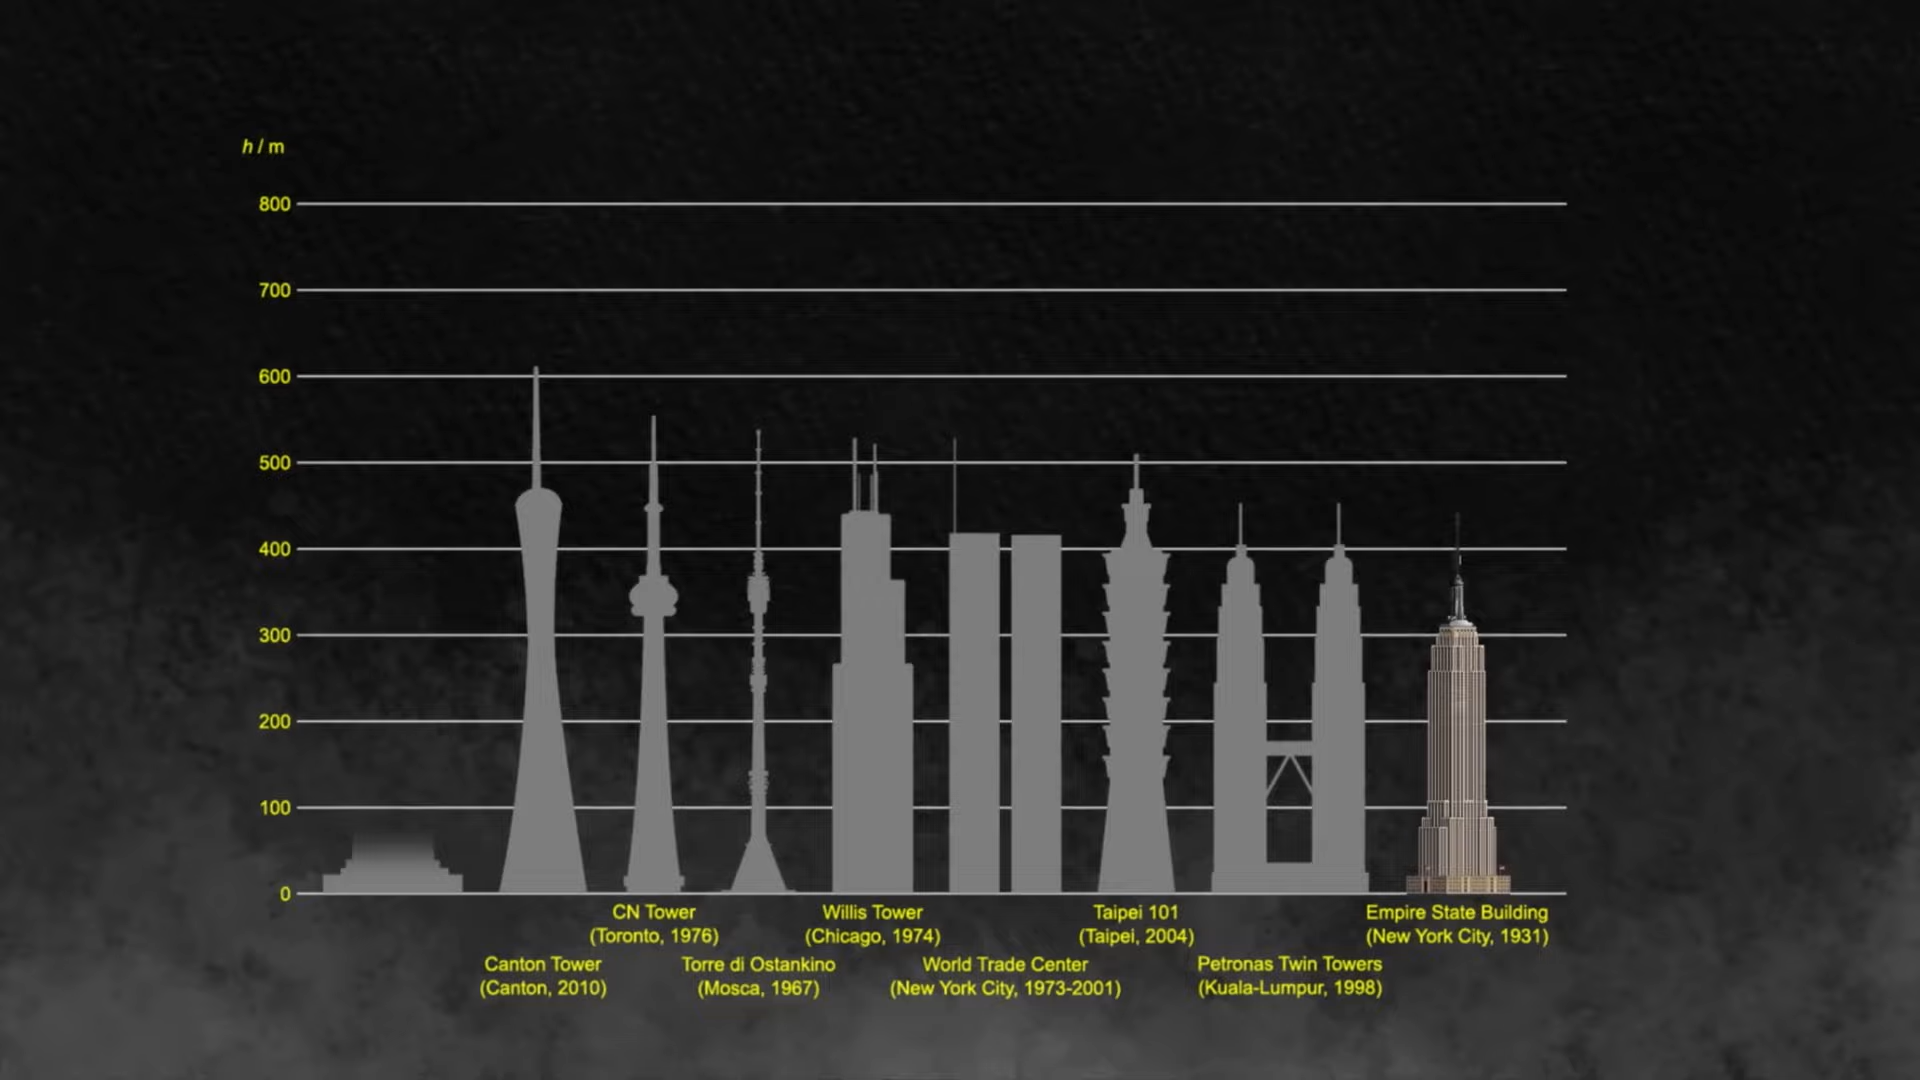 h / m
800
700
600
500
400
300
200
100
0
CN Tower
(Toronto, 1976)
Willis Tower
(Chicago, 1974)
Taipei 101
(Taipei, 2004)
Empire State Building
(New York City, 1931)
Canton Tower
(Canton, 2010)
Torre di Ostankino
(Mosca, 1967)
World Trade Center
(New York City, 1973-2001)
Petronas Twin Towers
(Kuala-Lumpur, 1998)